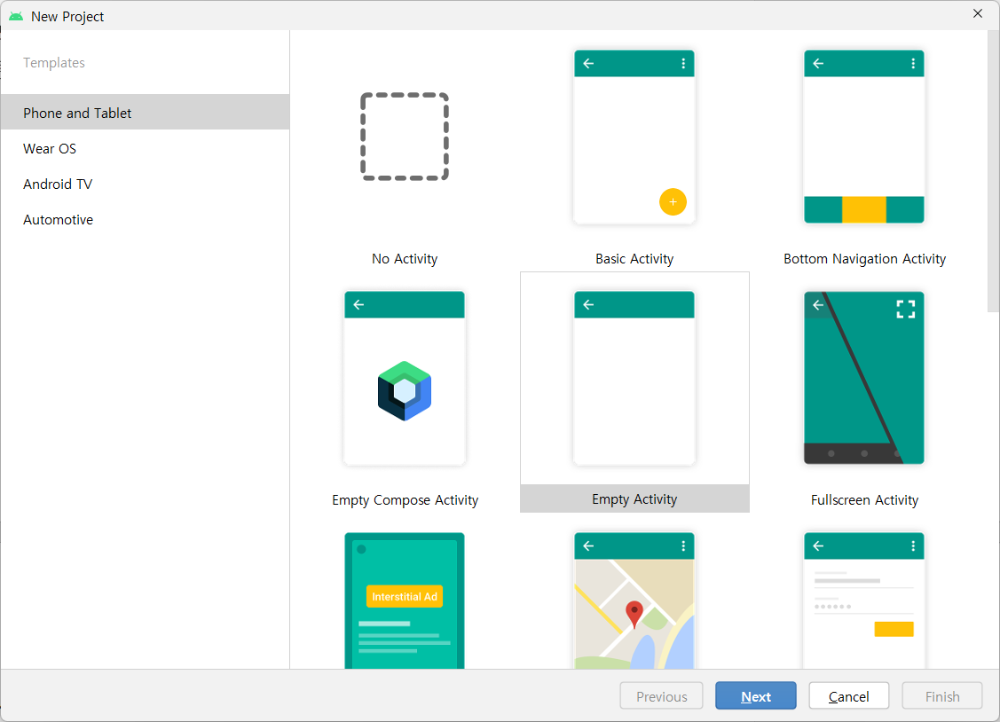 New Project
Templates
Phone and Tablet
Wear OS
Android TV
Automotive
No Activity
Basic Activity
Bottom Navigation Activity
Empty Compose Activity
Empty Activity
Fullscreen Activity
Interstitial Ad
Previous
Next
Cancel
Finish